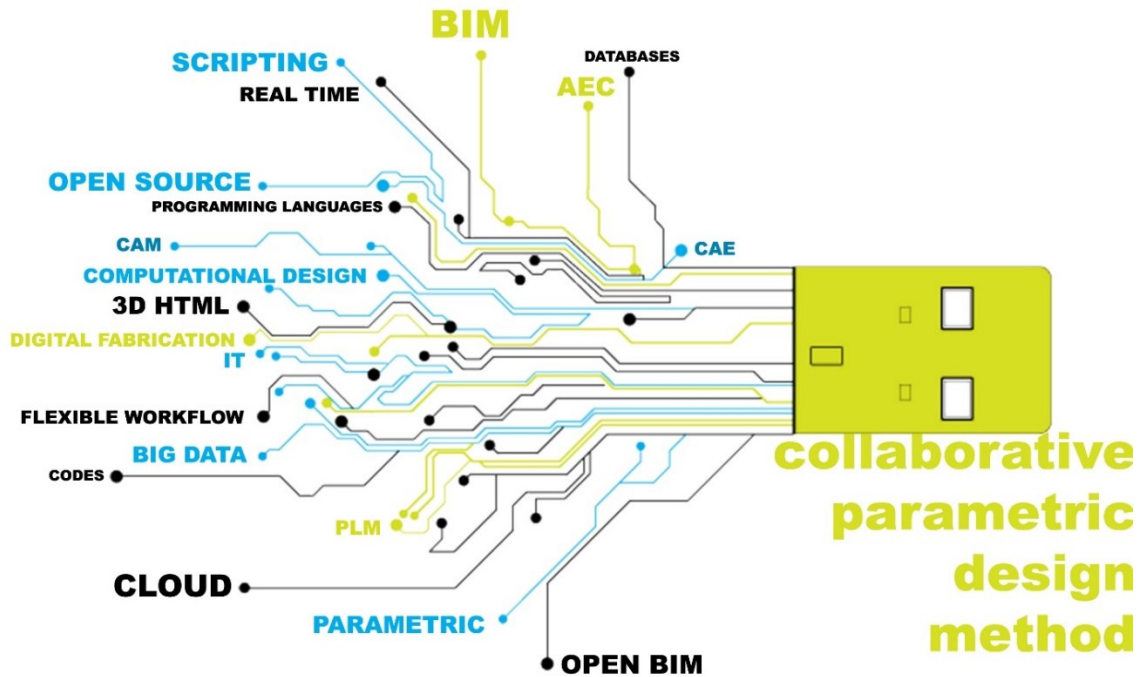 BIM
SCRIPTING
DATABASES
REAL TIME
AEC
OPEN SOURCE
PROGRAMMING LANGUAGES
CAM
CAE
COMPUTATIONAL DESIGN
3D HTML
DIGITAL FABRICATION
IT
FLEXIBLE WORKFLOW
BIG DATA
CODES
PLM
CLOUD
PARAMETRIC
OPEN BIM
collaborative
parametric
design
method